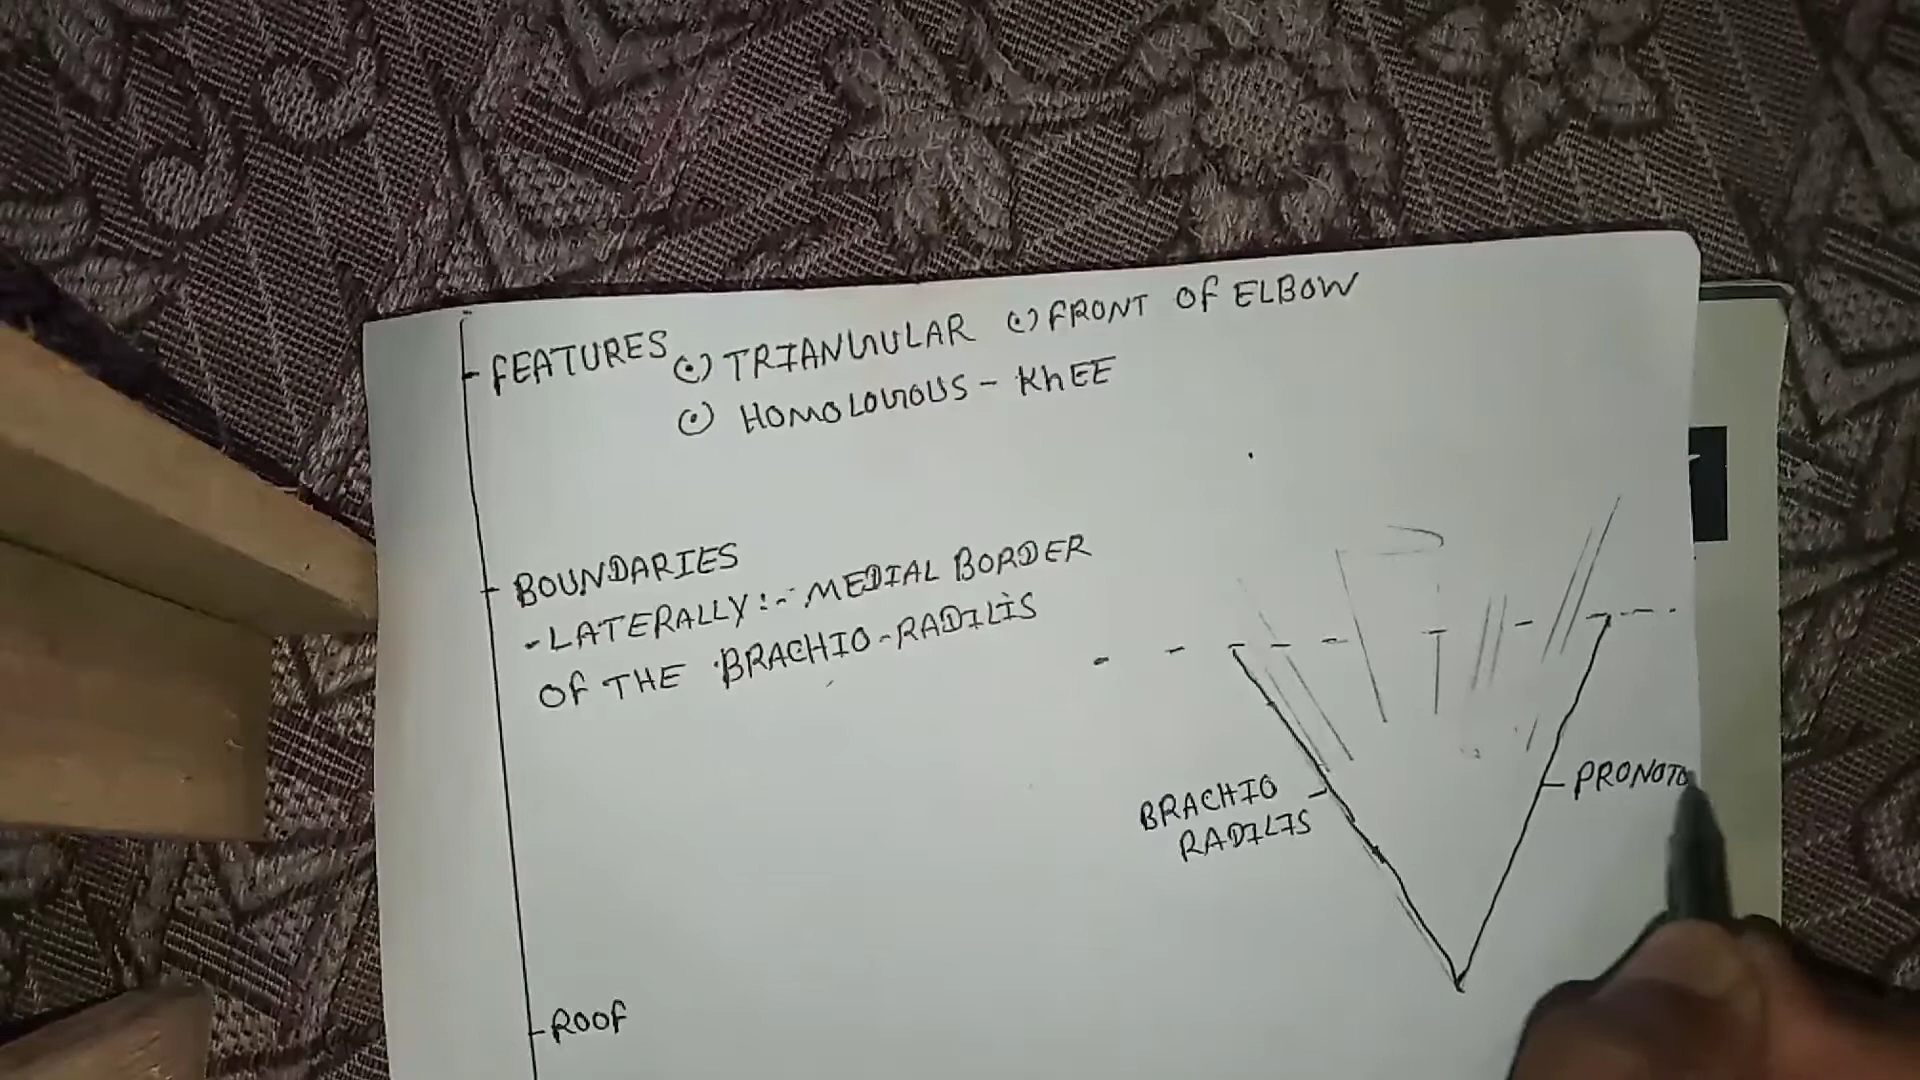 FEATURES (.) TRIANGULAR (.) FRONT OF ELBOW
(.) HOMOLOGOUS - KNEE
BOUNDARIES
- LATERALLY :- MEDIAL BORDER
OF THE BRACHIO-RADILIS
BRACHIO
RADILIS
PRONOTO
ROOF